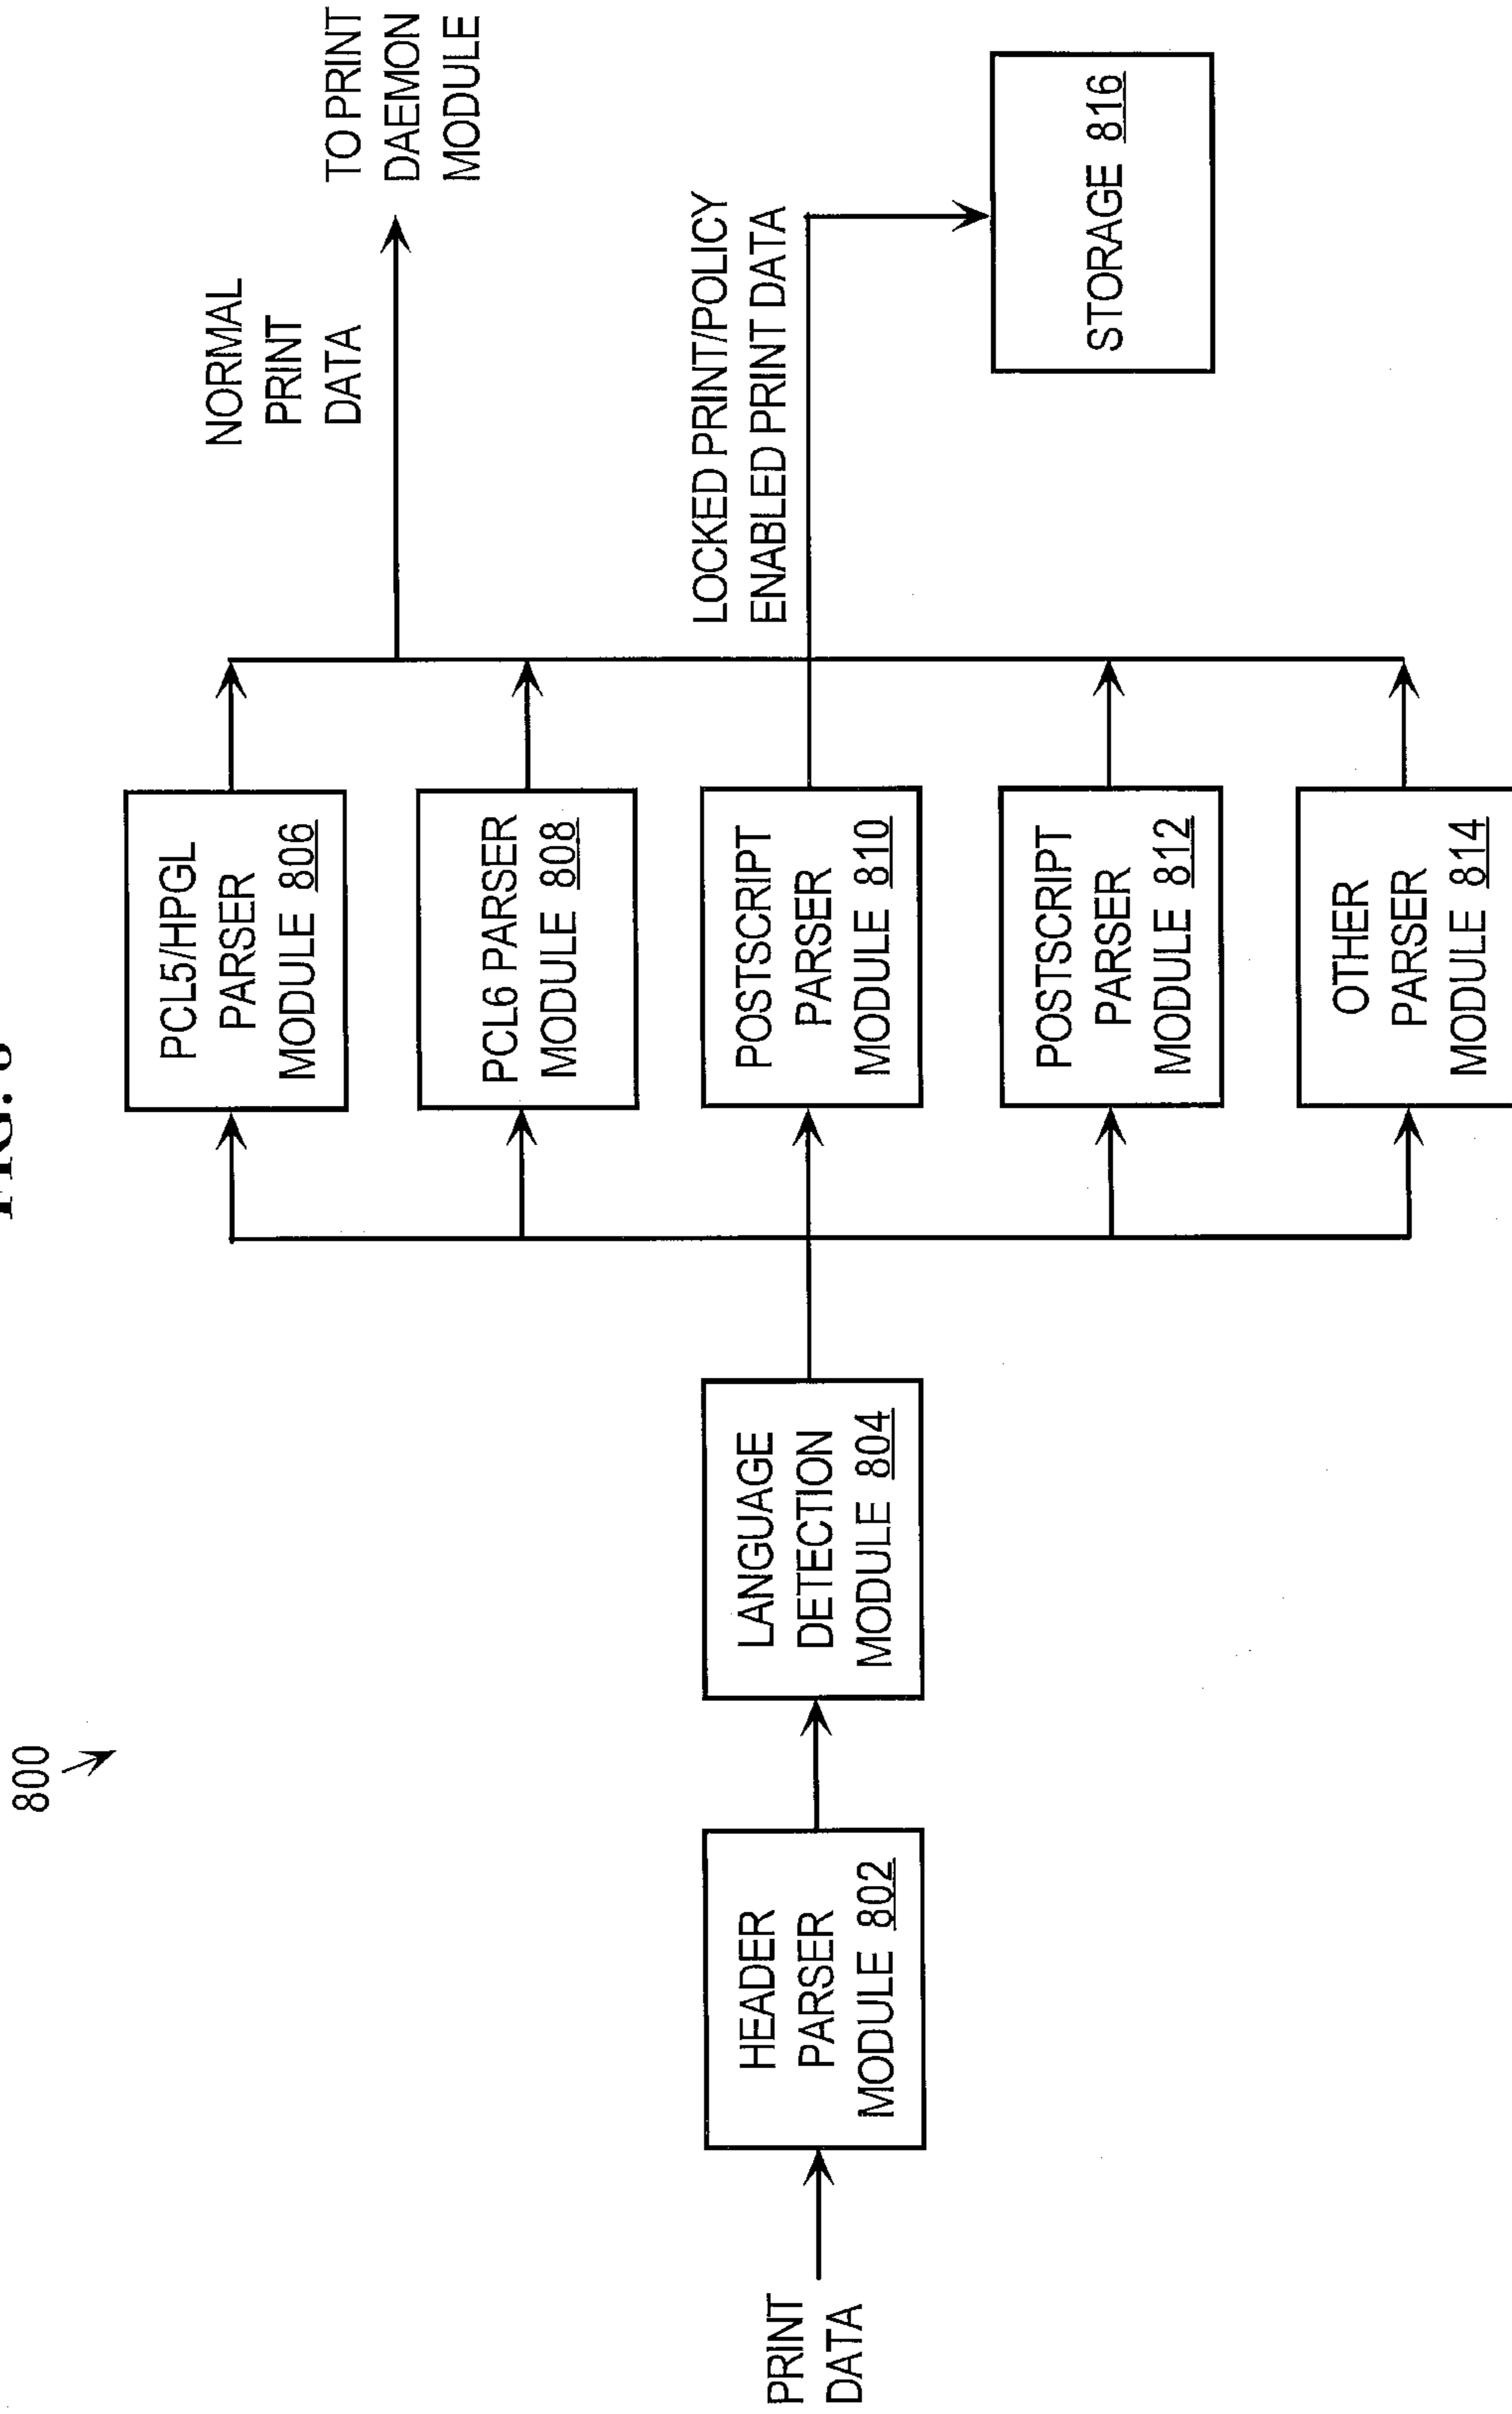 FIG.
800
PRINT
DATA
HEADER
PARSER
MODULE 802
LANGUAGE
DETECTION
MODULE 804
PCL5/HPGL
PARSER
MODULE 806
PCL6 PARSER
MODULE 808
POSTSCRIPT
PARSER
MODULE 810
POSTSCRIPT
PARSER
MODULE 812
OTHER
PARSER
MODULE 814
NORMAL
PRINT
DATA
TO PRINT
DAEMON
MODULE
LOCKED PRINT/POLICY
ENABLED PRINT DATA
STORAGE 816